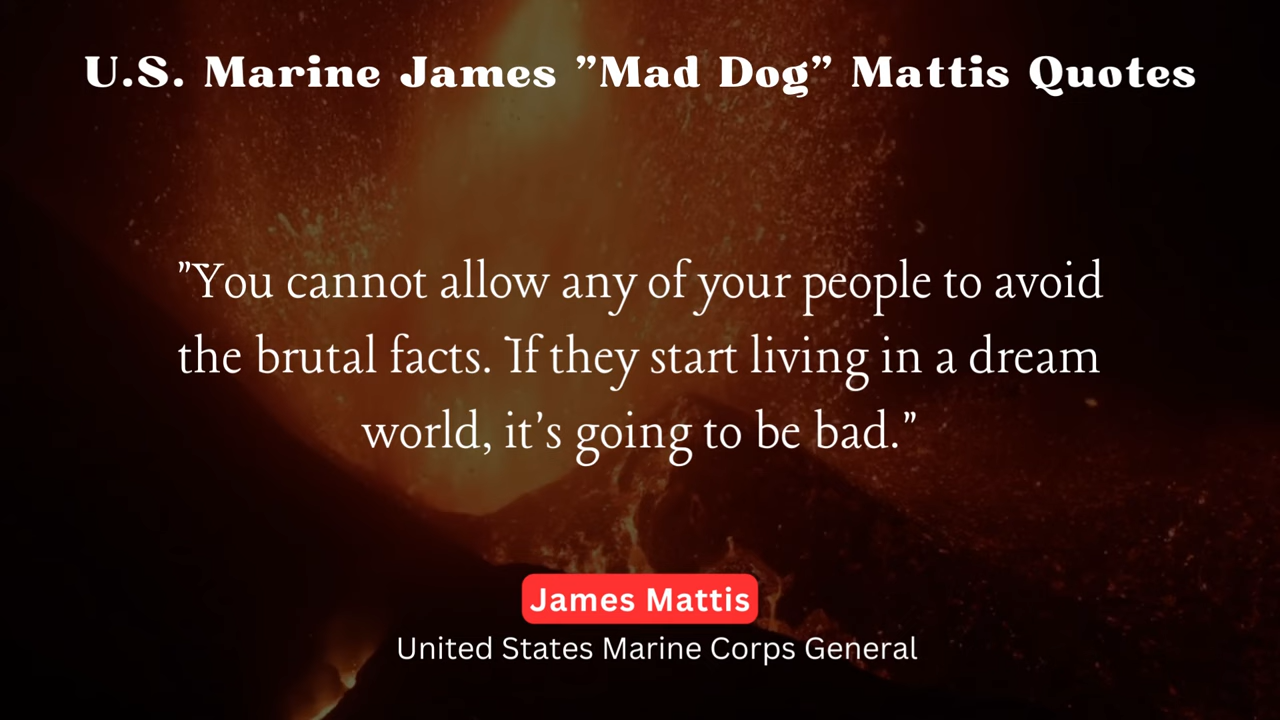 U.S. Marine James ”Mad Dog” Mattis Quotes
"You cannot allow any of your people to avoid
the brutal facts. If they start living in a dream
world, it's going to be bad."
James Mattis
United States Marine Corps General